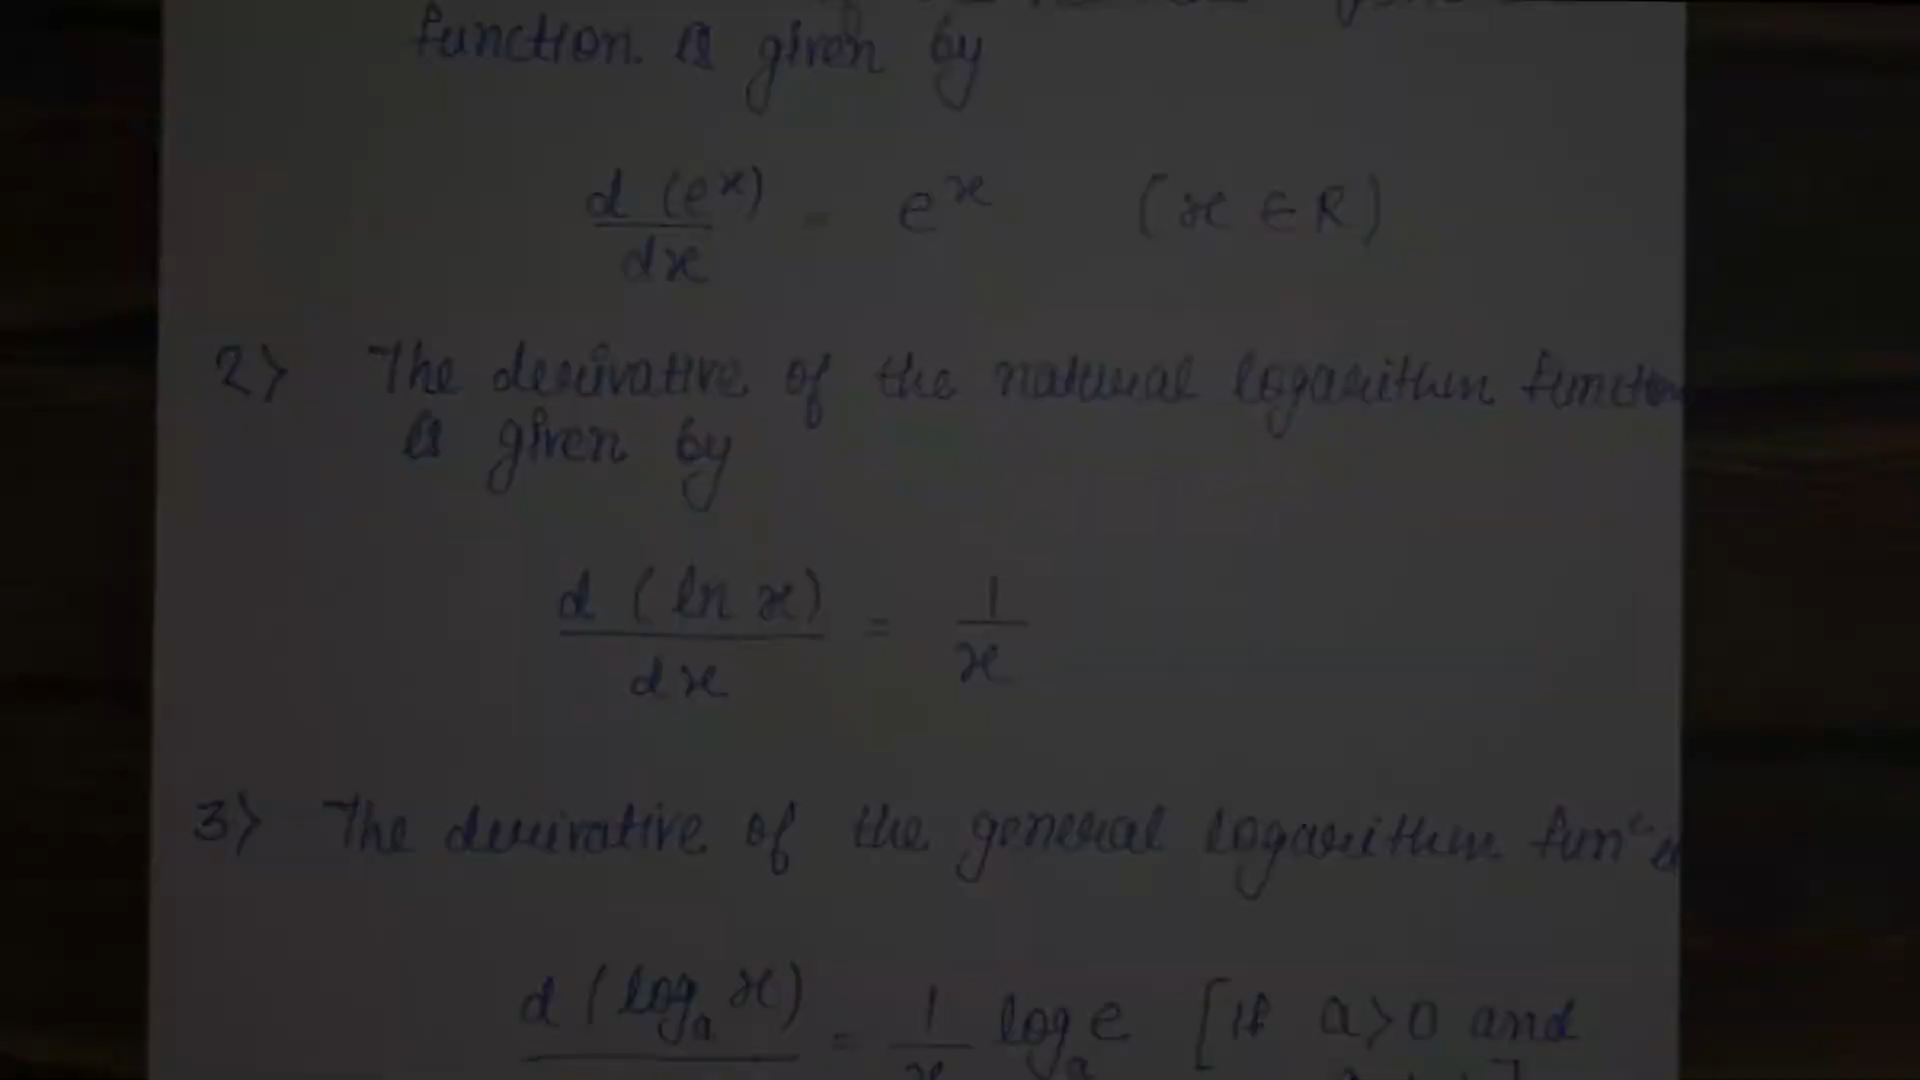 function. is given by
d (e^x) / dx = e^x (x ∈ R)
2) The derivative of the natural logarithm function
is given by
d (ln x) / dx = 1 / x
3) The derivative of the general logarithm func^n
d (log_a x) = 1 / x log_a e [if a>0 and